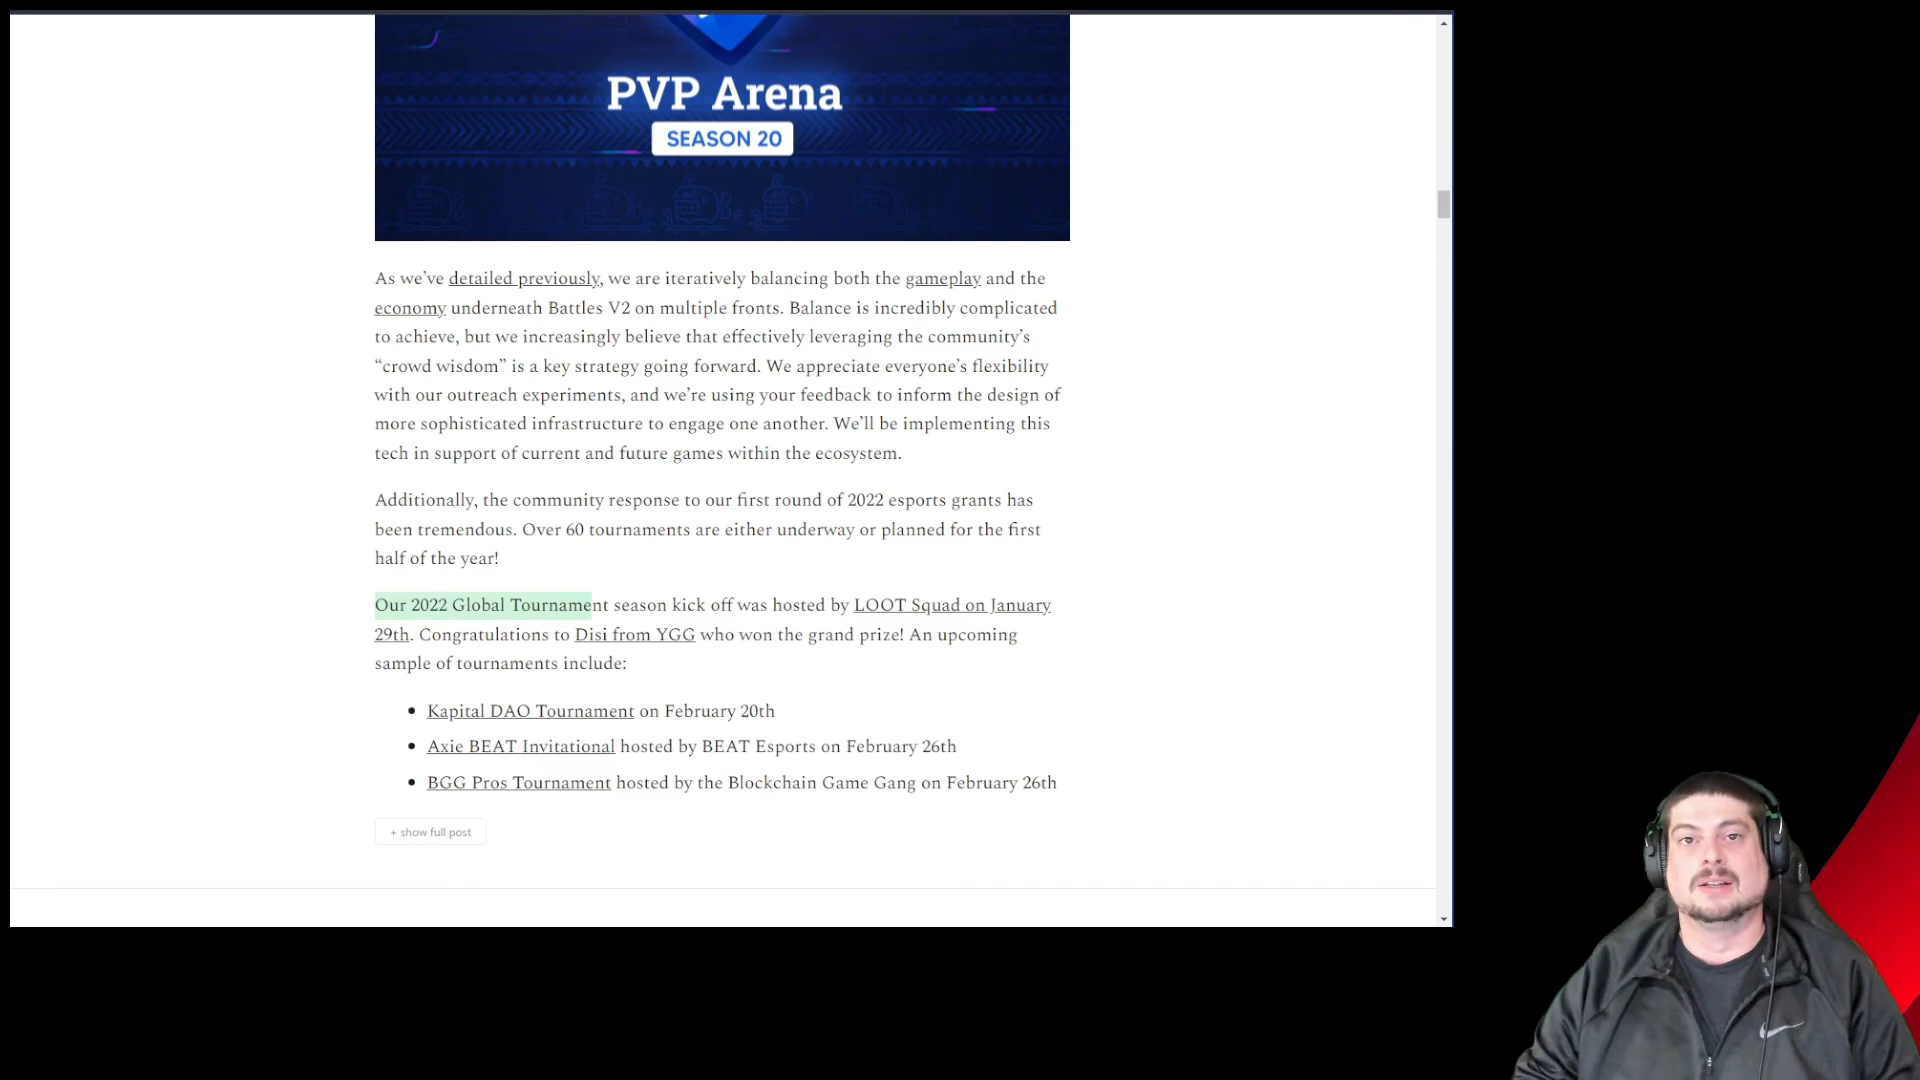 PVP Arena
SEASON 20
As we’ve detailed previously, we are iteratively balancing both the gameplay and the
economy underneath Battles V2 on multiple fronts. Balance is incredibly complicated
to achieve, but we increasingly believe that effectively leveraging the community’s
“crowd wisdom” is a key strategy going forward. We appreciate everyone’s flexibility
with our outreach experiments, and we’re using your feedback to inform the design of
more sophisticated infrastructure to engage one another. We’ll be implementing this
tech in support of current and future games within the ecosystem.
Additionally, the community response to our first round of 2022 esports grants has
been tremendous. Over 60 tournaments are either underway or planned for the first
half of the year!
Our 2022 Global Tournament season kick off was hosted by LOOT Squad on January
29th. Congratulations to Disi from YGG who won the grand prize! An upcoming
sample of tournaments include:
• Kapital DAO Tournament on February 20th
• Axie BEAT Invitational hosted by BEAT Esports on February 26th
• BGG Pros Tournament hosted by the Blockchain Game Gang on February 26th
+ show full post